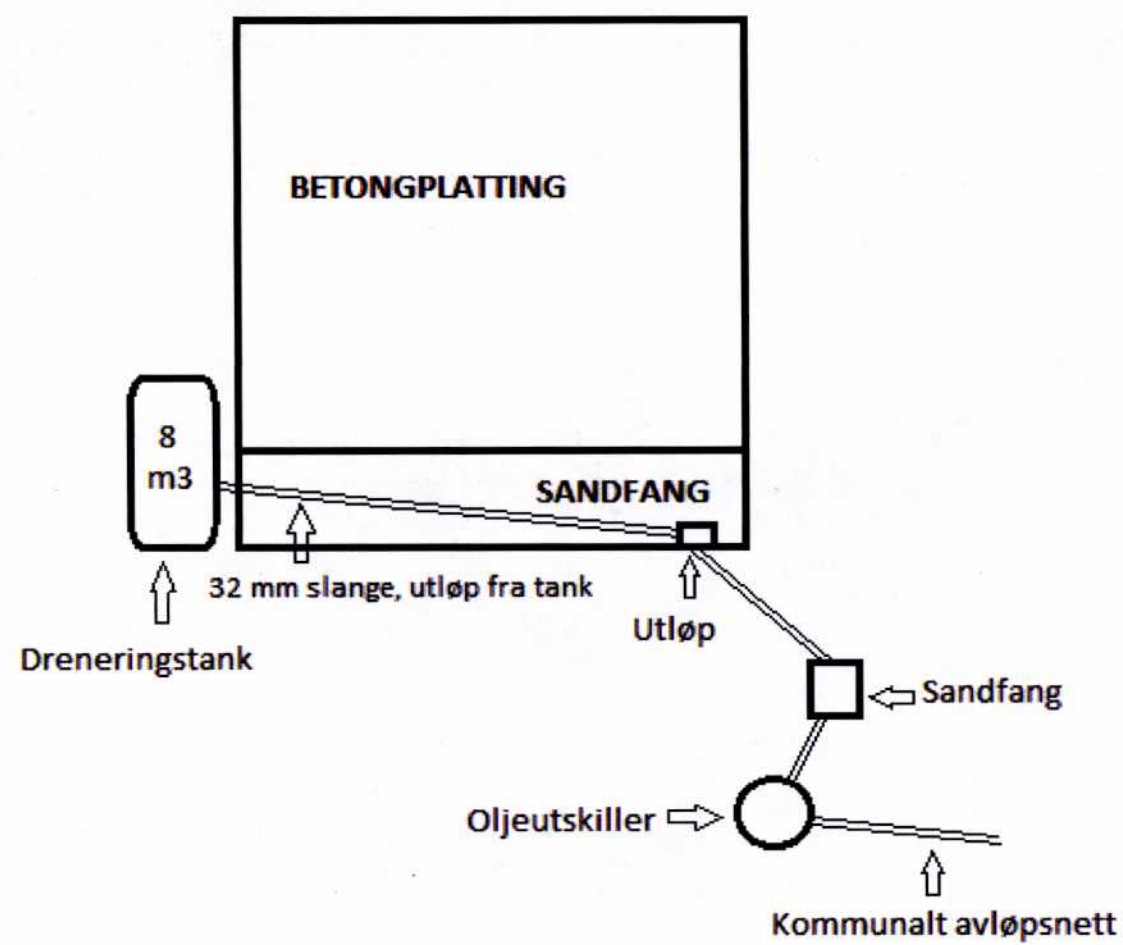 BETONGPLATTING
8
m3
SANDFANG
32 mm slange, utløp fra tank
Utløp
Dreneringstank
Sandfang
Oljeutskiller
Kommunalt avløpsnett